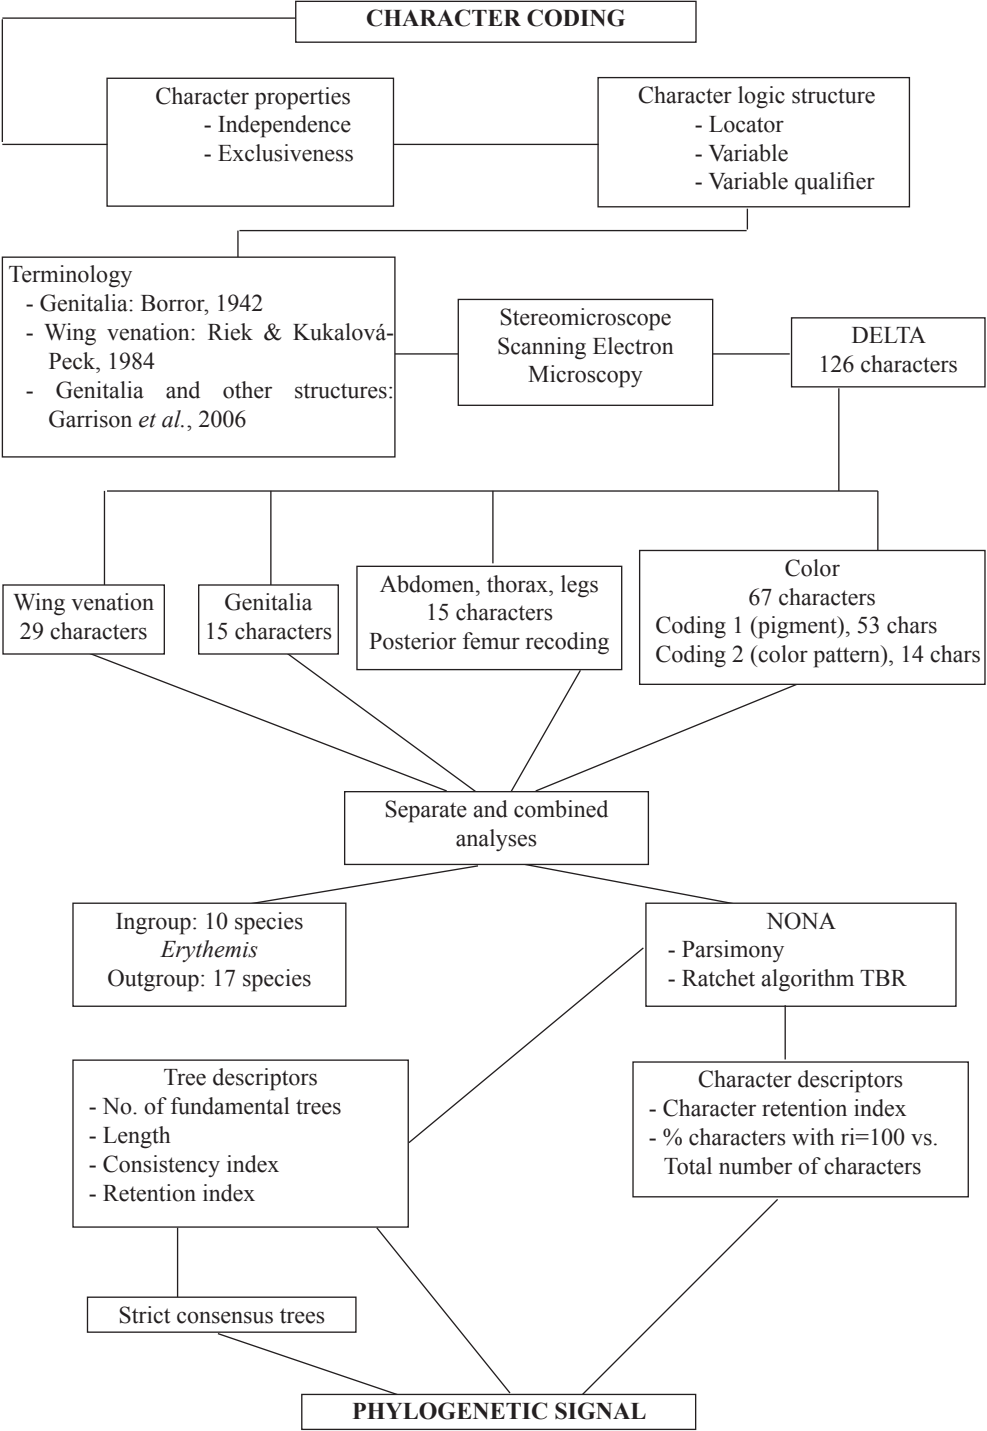 CHARACTER CODING
Character properties
- Independence
- Exclusiveness
Character logic structure
- Locator
- Variable
- Variable qualifier
Terminology
- Genitalia: Borror, 1942
- Wing venation: Riek & Kukalová-
Peck, 1984
- Genitalia and other structures:
Garrison et al., 2006
Stereomicroscope
Scanning Electron
Microscopy
DELTA
126 characters
Wing venation
29 characters
Genitalia
15 characters
Abdomen, thorax, legs
15 characters
Posterior femur recoding
Color
67 characters
Coding 1 (pigment), 53 chars
Coding 2 (color pattern), 14 chars
Separate and combined
analyses
Ingroup: 10 species
Erythemis
Outgroup: 17 species
NONA
- Parsimony
- Ratchet algorithm TBR
Tree descriptors
- No. of fundamental trees
- Length
- Consistency index
- Retention index
Character descriptors
- Character retention index
- % characters with ri=100 vs.
Total number of characters
Strict consensus trees
PHYLOGENETIC SIGNAL